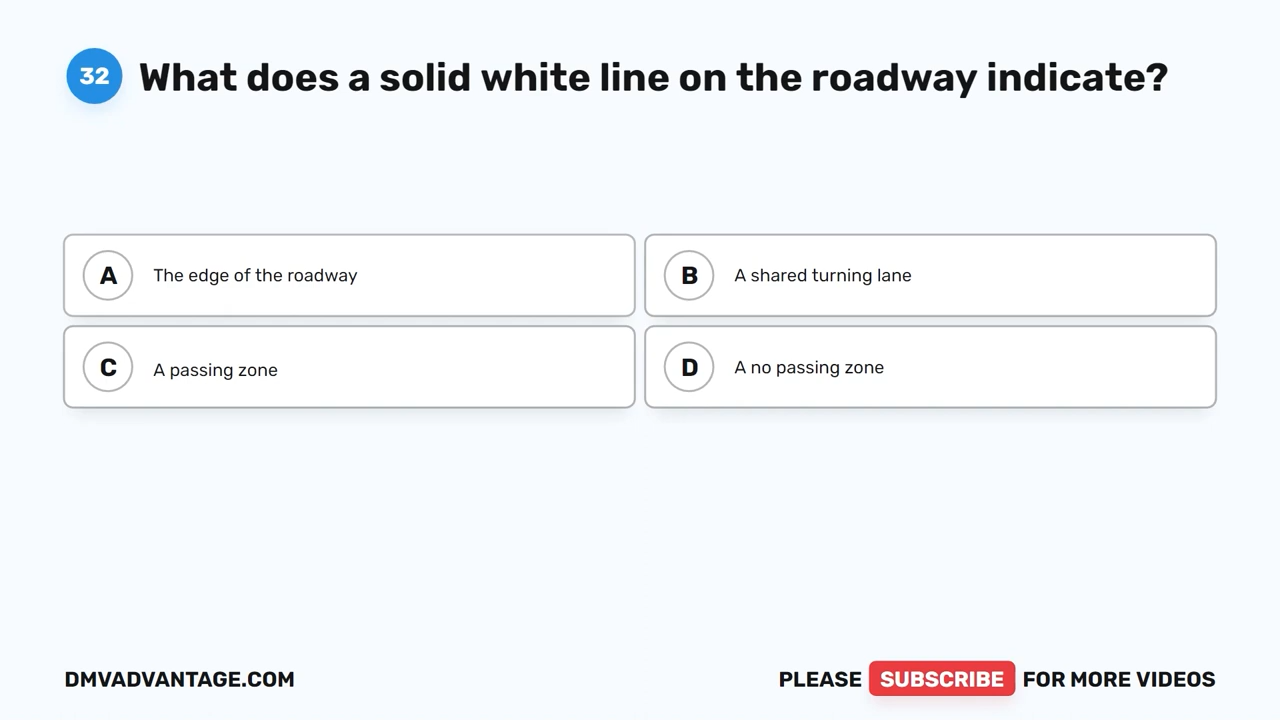 32 What does a solid white line on the roadway indicate?
A The edge of the roadway
B A shared turning lane
C A passing zone
D A no passing zone
DMVADVANTAGE.COM
PLEASE SUBSCRIBE FOR MORE VIDEOS